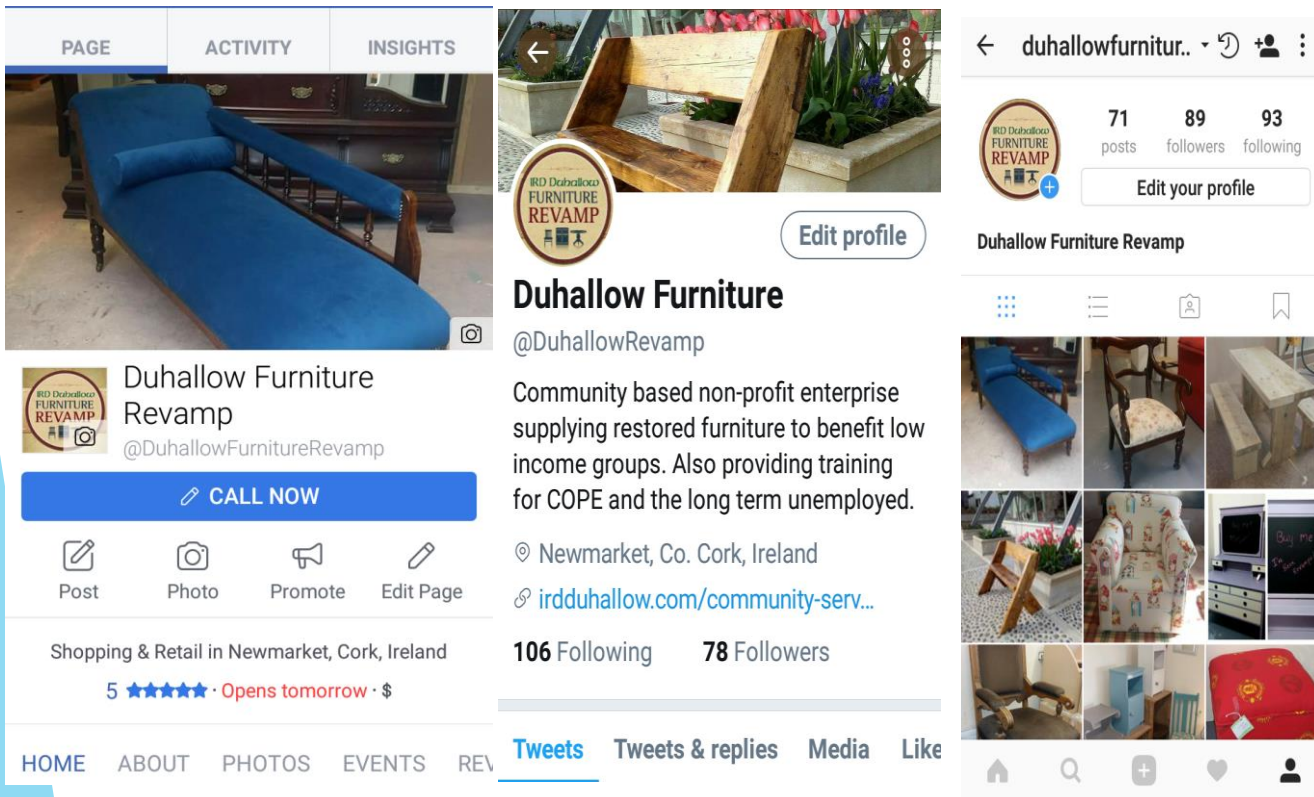 PAGE
ACTIVITY
INSIGHTS
IRD Duhallow
FURNITURE
REVAMP
Duhallow Furniture
Revamp
@DuhallowFurnitureRevamp
CALL NOW
Post
Photo
Promote
Edit Page
Shopping & Retail in Newmarket, Cork, Ireland
5 ★★★★★ · Opens tomorrow · $
HOME
ABOUT
PHOTOS
EVENTS
REV
IRD Duhallow
FURNITURE
REVAMP
Edit profile
Duhallow Furniture
@DuhallowRevamp
Community based non-profit enterprise
supplying restored furniture to benefit low
income groups. Also providing training
for COPE and the long term unemployed.
Newmarket, Co. Cork, Ireland
irdduhallow.com/community-serv...
106 Following 78 Followers
Tweets
Tweets & replies
Media
Like
duhallowfurnitur..
IRD Duhallow
FURNITURE
REVAMP
71 89 93
posts followers following
Edit your profile
Duhallow Furniture Revamp
Buy me